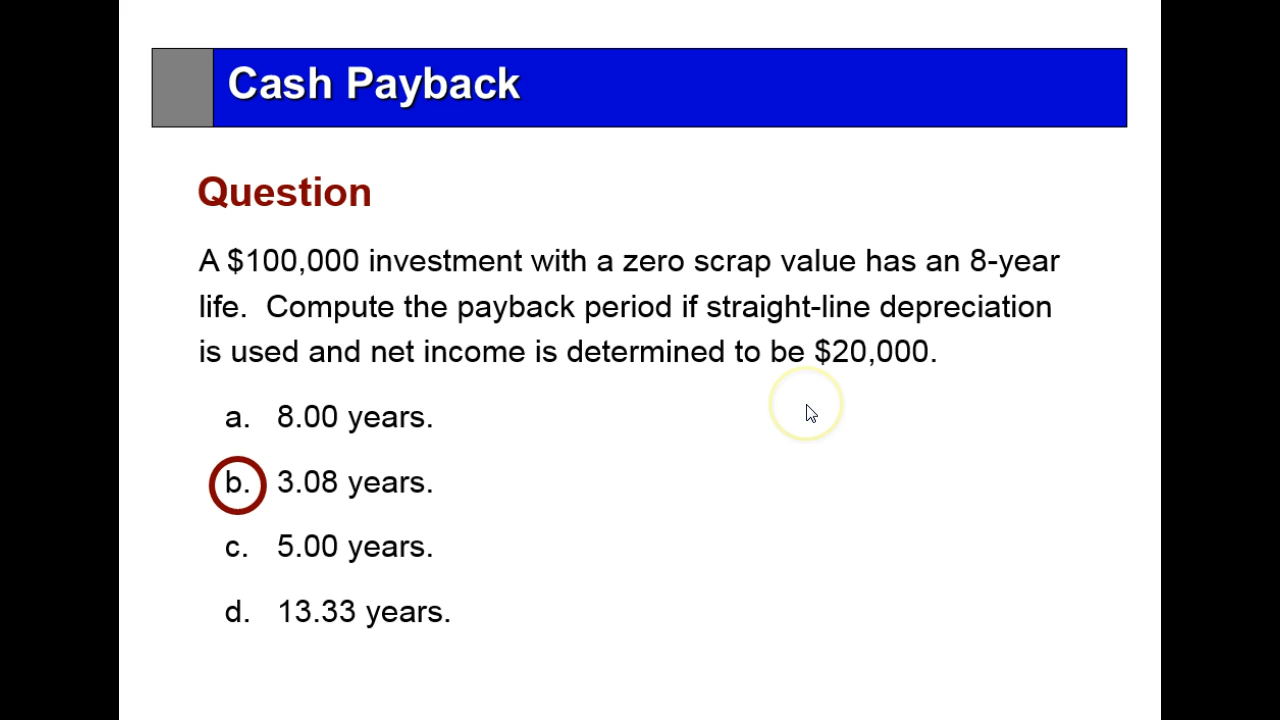 Cash Payback
Question
A $100,000 investment with a zero scrap value has an 8-year
life.  Compute the payback period if straight-line depreciation
is used and net income is determined to be $20,000.
a. 8.00 years.
b. 3.08 years.
c. 5.00 years.
d. 13.33 years.